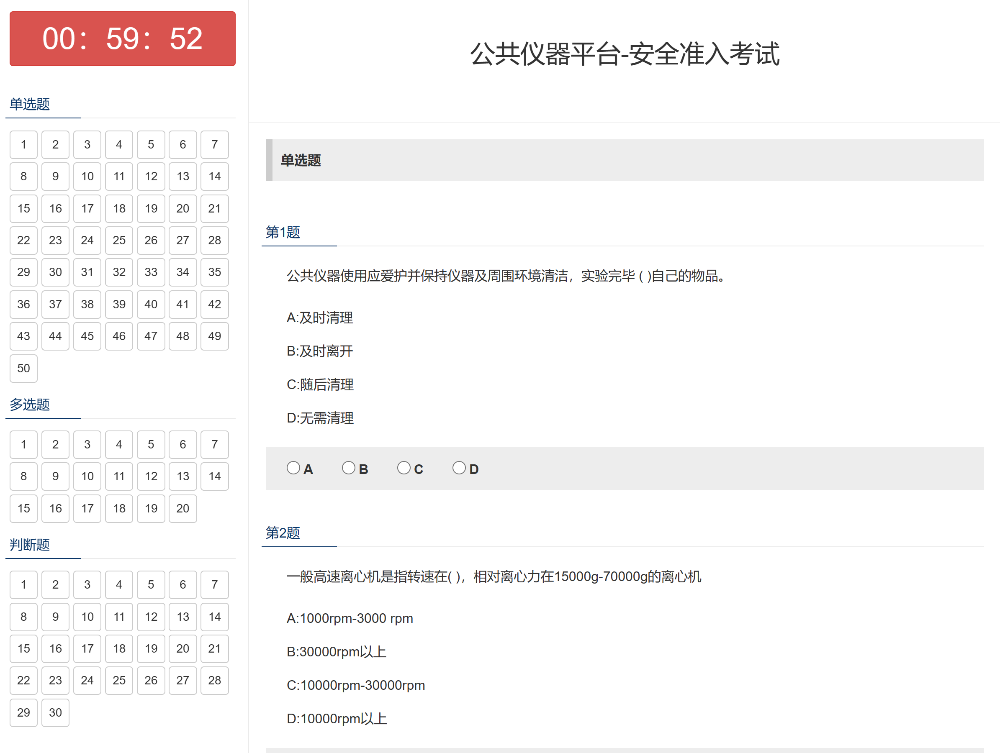 00：59：52
单选题
1 2 3 4 5 6 7
8 9 10 11 12 13 14
15 16 17 18 19 20 21
22 23 24 25 26 27 28
29 30 31 32 33 34 35
36 37 38 39 40 41 42
43 44 45 46 47 48 49
50
多选题
1 2 3 4 5 6 7
8 9 10 11 12 13 14
15 16 17 18 19 20
判断题
1 2 3 4 5 6 7
8 9 10 11 12 13 14
15 16 17 18 19 20 21
22 23 24 25 26 27 28
29 30
公共仪器平台-安全准入考试
单选题
第1题
公共仪器使用应爱护并保持仪器及周围环境清洁，实验完毕 ( )自己的物品。
A:及时清理
B:及时离开
C:随后清理
D:无需清理
A B C D
第2题
一般高速离心机是指转速在( )，相对离心力在15000g-70000g的离心机
A:1000rpm-3000 rpm
B:30000rpm以上
C:10000rpm-30000rpm
D:10000rpm以上